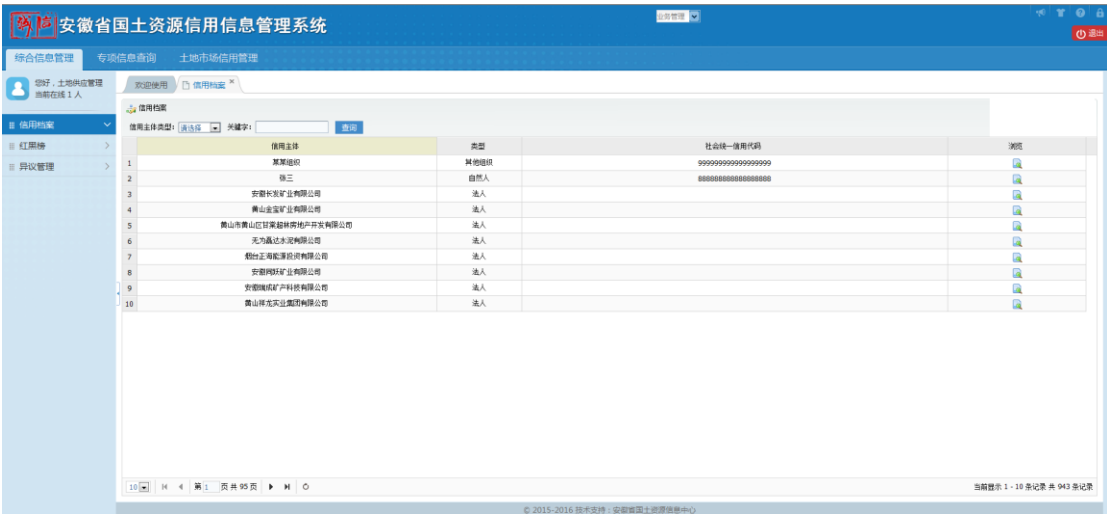 诚信 安徽省国土资源信用信息管理系统
业务管理
退出
综合信息管理 专项信息查询 土地市场信用管理
您好，土地供应管理
当前在线 1 人
欢迎使用 信用档案
信用档案
红黑榜
异议管理
信用档案
信用主体类型: 请选择 关键字: 查询
信用主体 类型 社会统一信用代码 浏览
1 某某组织 其他组织 999999999999999999
2 张三 自然人 888888888888888888
3 安徽长发矿业有限公司 法人
4 黄山金宝矿业有限公司 法人
5 黄山市黄山区甘棠超林房地产开发有限公司 法人
6 无为磊达水泥有限公司 法人
7 烟台正海能源投资有限公司 法人
8 安徽同跃矿业有限公司 法人
9 安徽瑞成矿产科技有限公司 法人
10 黄山祥龙实业集团有限公司 法人
10 第 1 页 共 95 页
当前显示 1 - 10 条记录 共 943 条记录
© 2015-2016 技术支持：安徽省国土资源信息中心